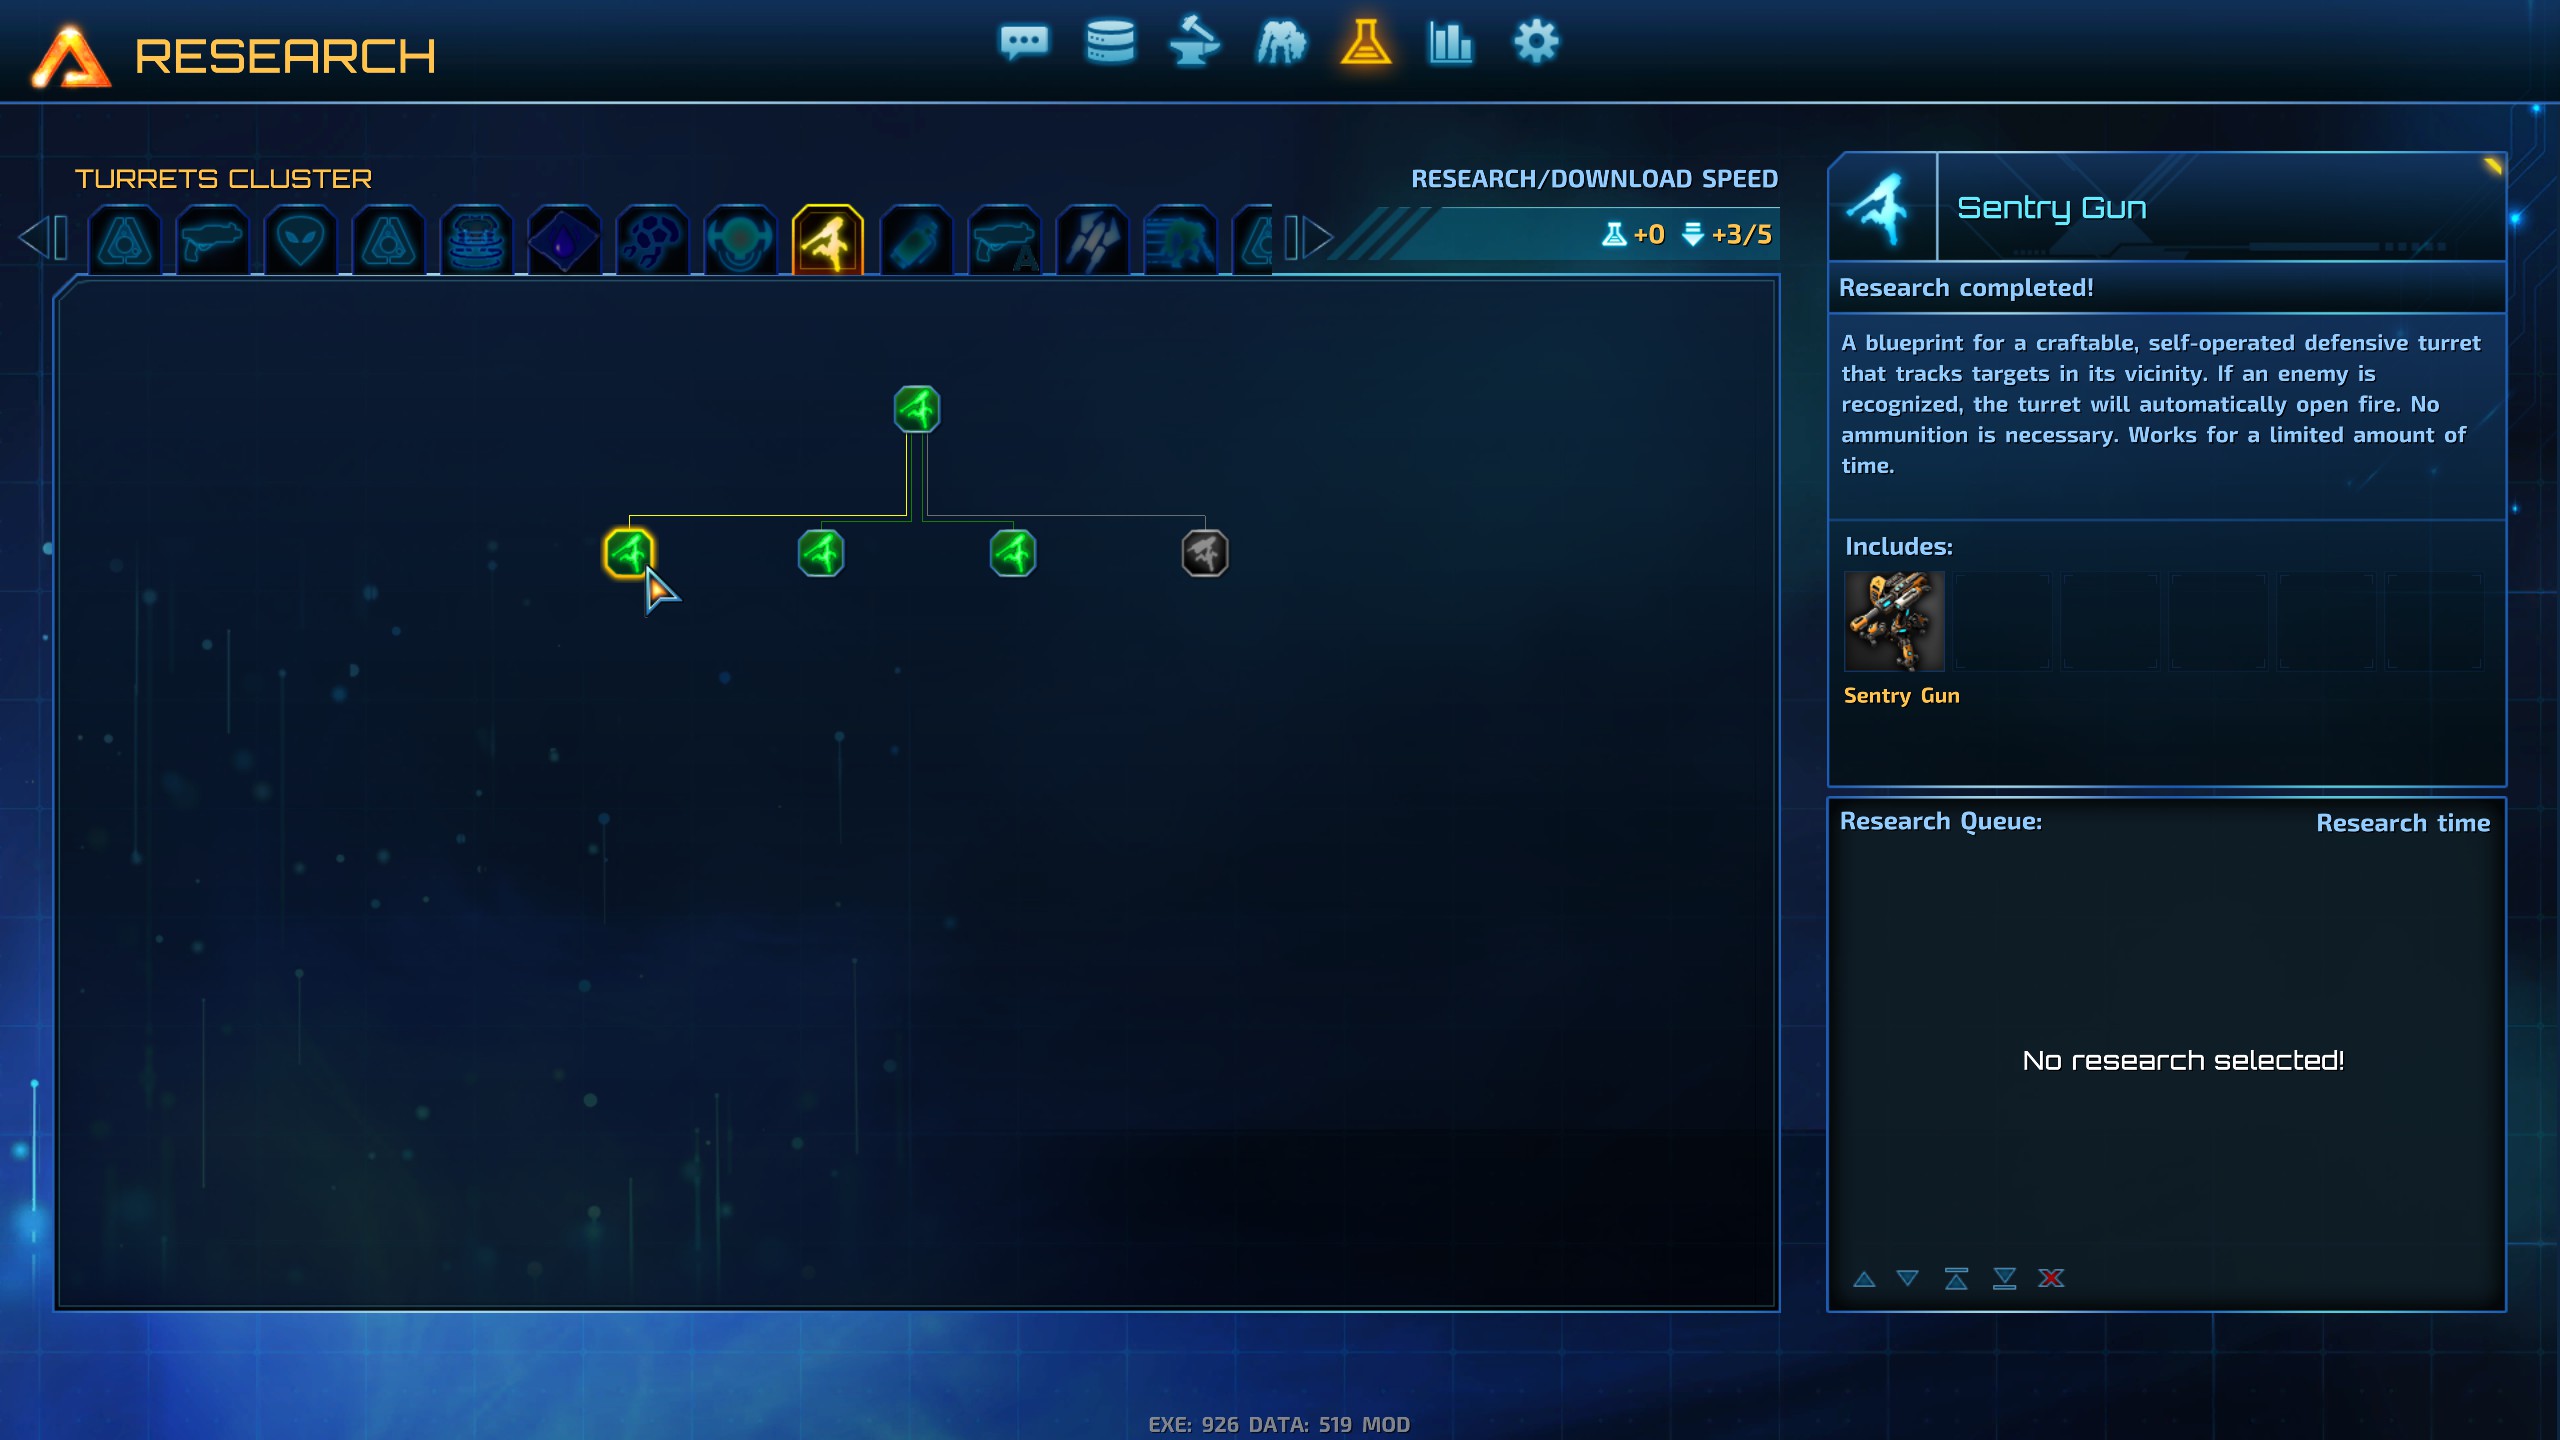 RESEARCH
TURRETS CLUSTER
RESEARCH/DOWNLOAD SPEED
+0 +3/5
Sentry Gun
Research completed!
A blueprint for a craftable, self-operated defensive turret
that tracks targets in its vicinity. If an enemy is
recognized, the turret will automatically open fire. No
ammunition is necessary. Works for a limited amount of
time.
Includes:
Sentry Gun
Research Queue:
Research time
No research selected!
EXE: 926 DATA: 519 MOD